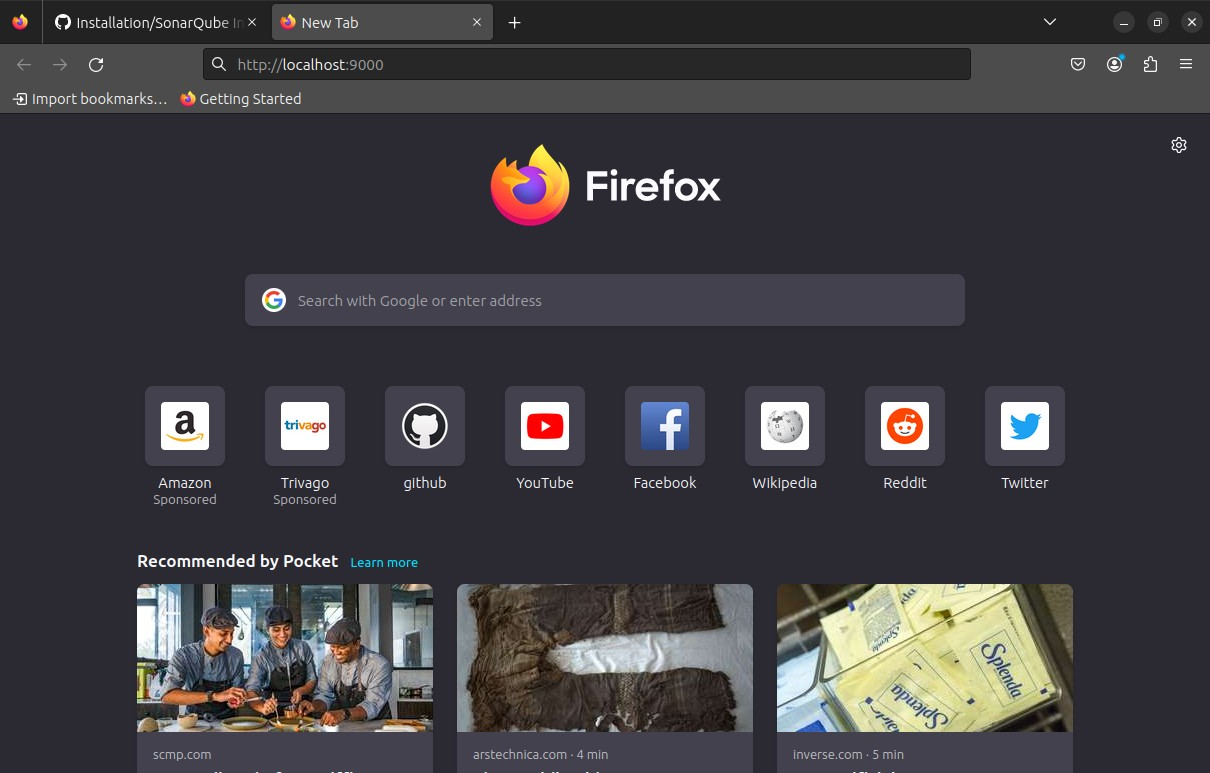 Installation/SonarQube In
New Tab
http://localhost:9000
Import bookmarks...
Getting Started
Firefox
Search with Google or enter address
a
trivago
Amazon
Sponsored
Trivago
Sponsored
github
YouTube
Facebook
Wikipedia
Reddit
Twitter
Recommended by Pocket
Learn more
Splenda
Splenda
scmp.com
arstechnica.com · 4 min
inverse.com · 5 min